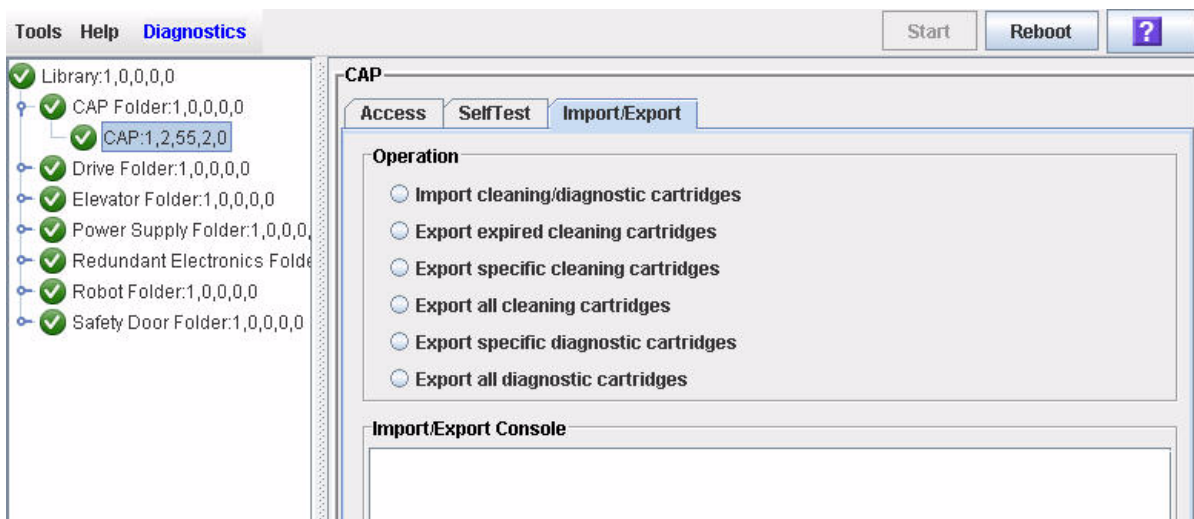 Tools Help Diagnostics
Start Reboot ?
Library:1,0,0,0,0
CAP Folder:1,0,0,0,0
CAP:1,2,55,2,0
Drive Folder:1,0,0,0,0
Elevator Folder:1,0,0,0,0
Power Supply Folder:1,0,0,0,
Redundant Electronics Folde
Robot Folder:1,0,0,0,0
Safety Door Folder:1,0,0,0,0
CAP
Access SelfTest Import/Export
Operation
Import cleaning/diagnostic cartridges
Export expired cleaning cartridges
Export specific cleaning cartridges
Export all cleaning cartridges
Export specific diagnostic cartridges
Export all diagnostic cartridges
Import/Export Console